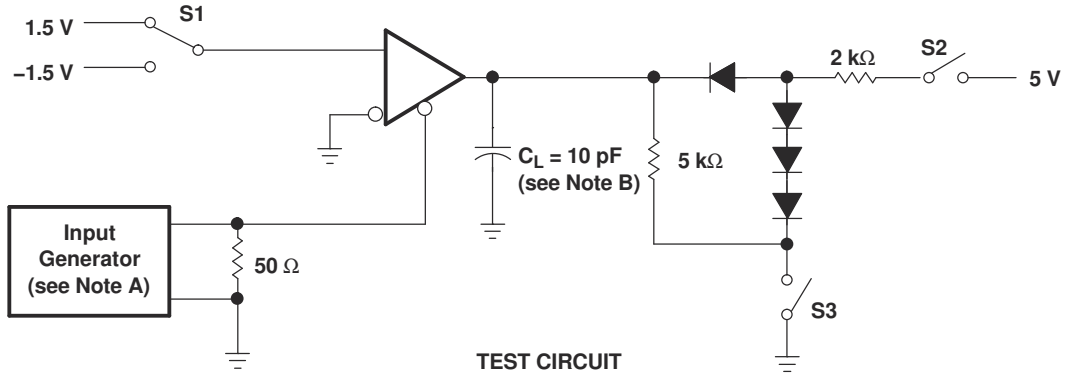 S1
1.5 V
−1.5 V
2 kΩ
S2
5 V
CL = 10 pF
(see Note B)
5 kΩ
Input
Generator
(see Note A)
50 Ω
S3
TEST CIRCUIT